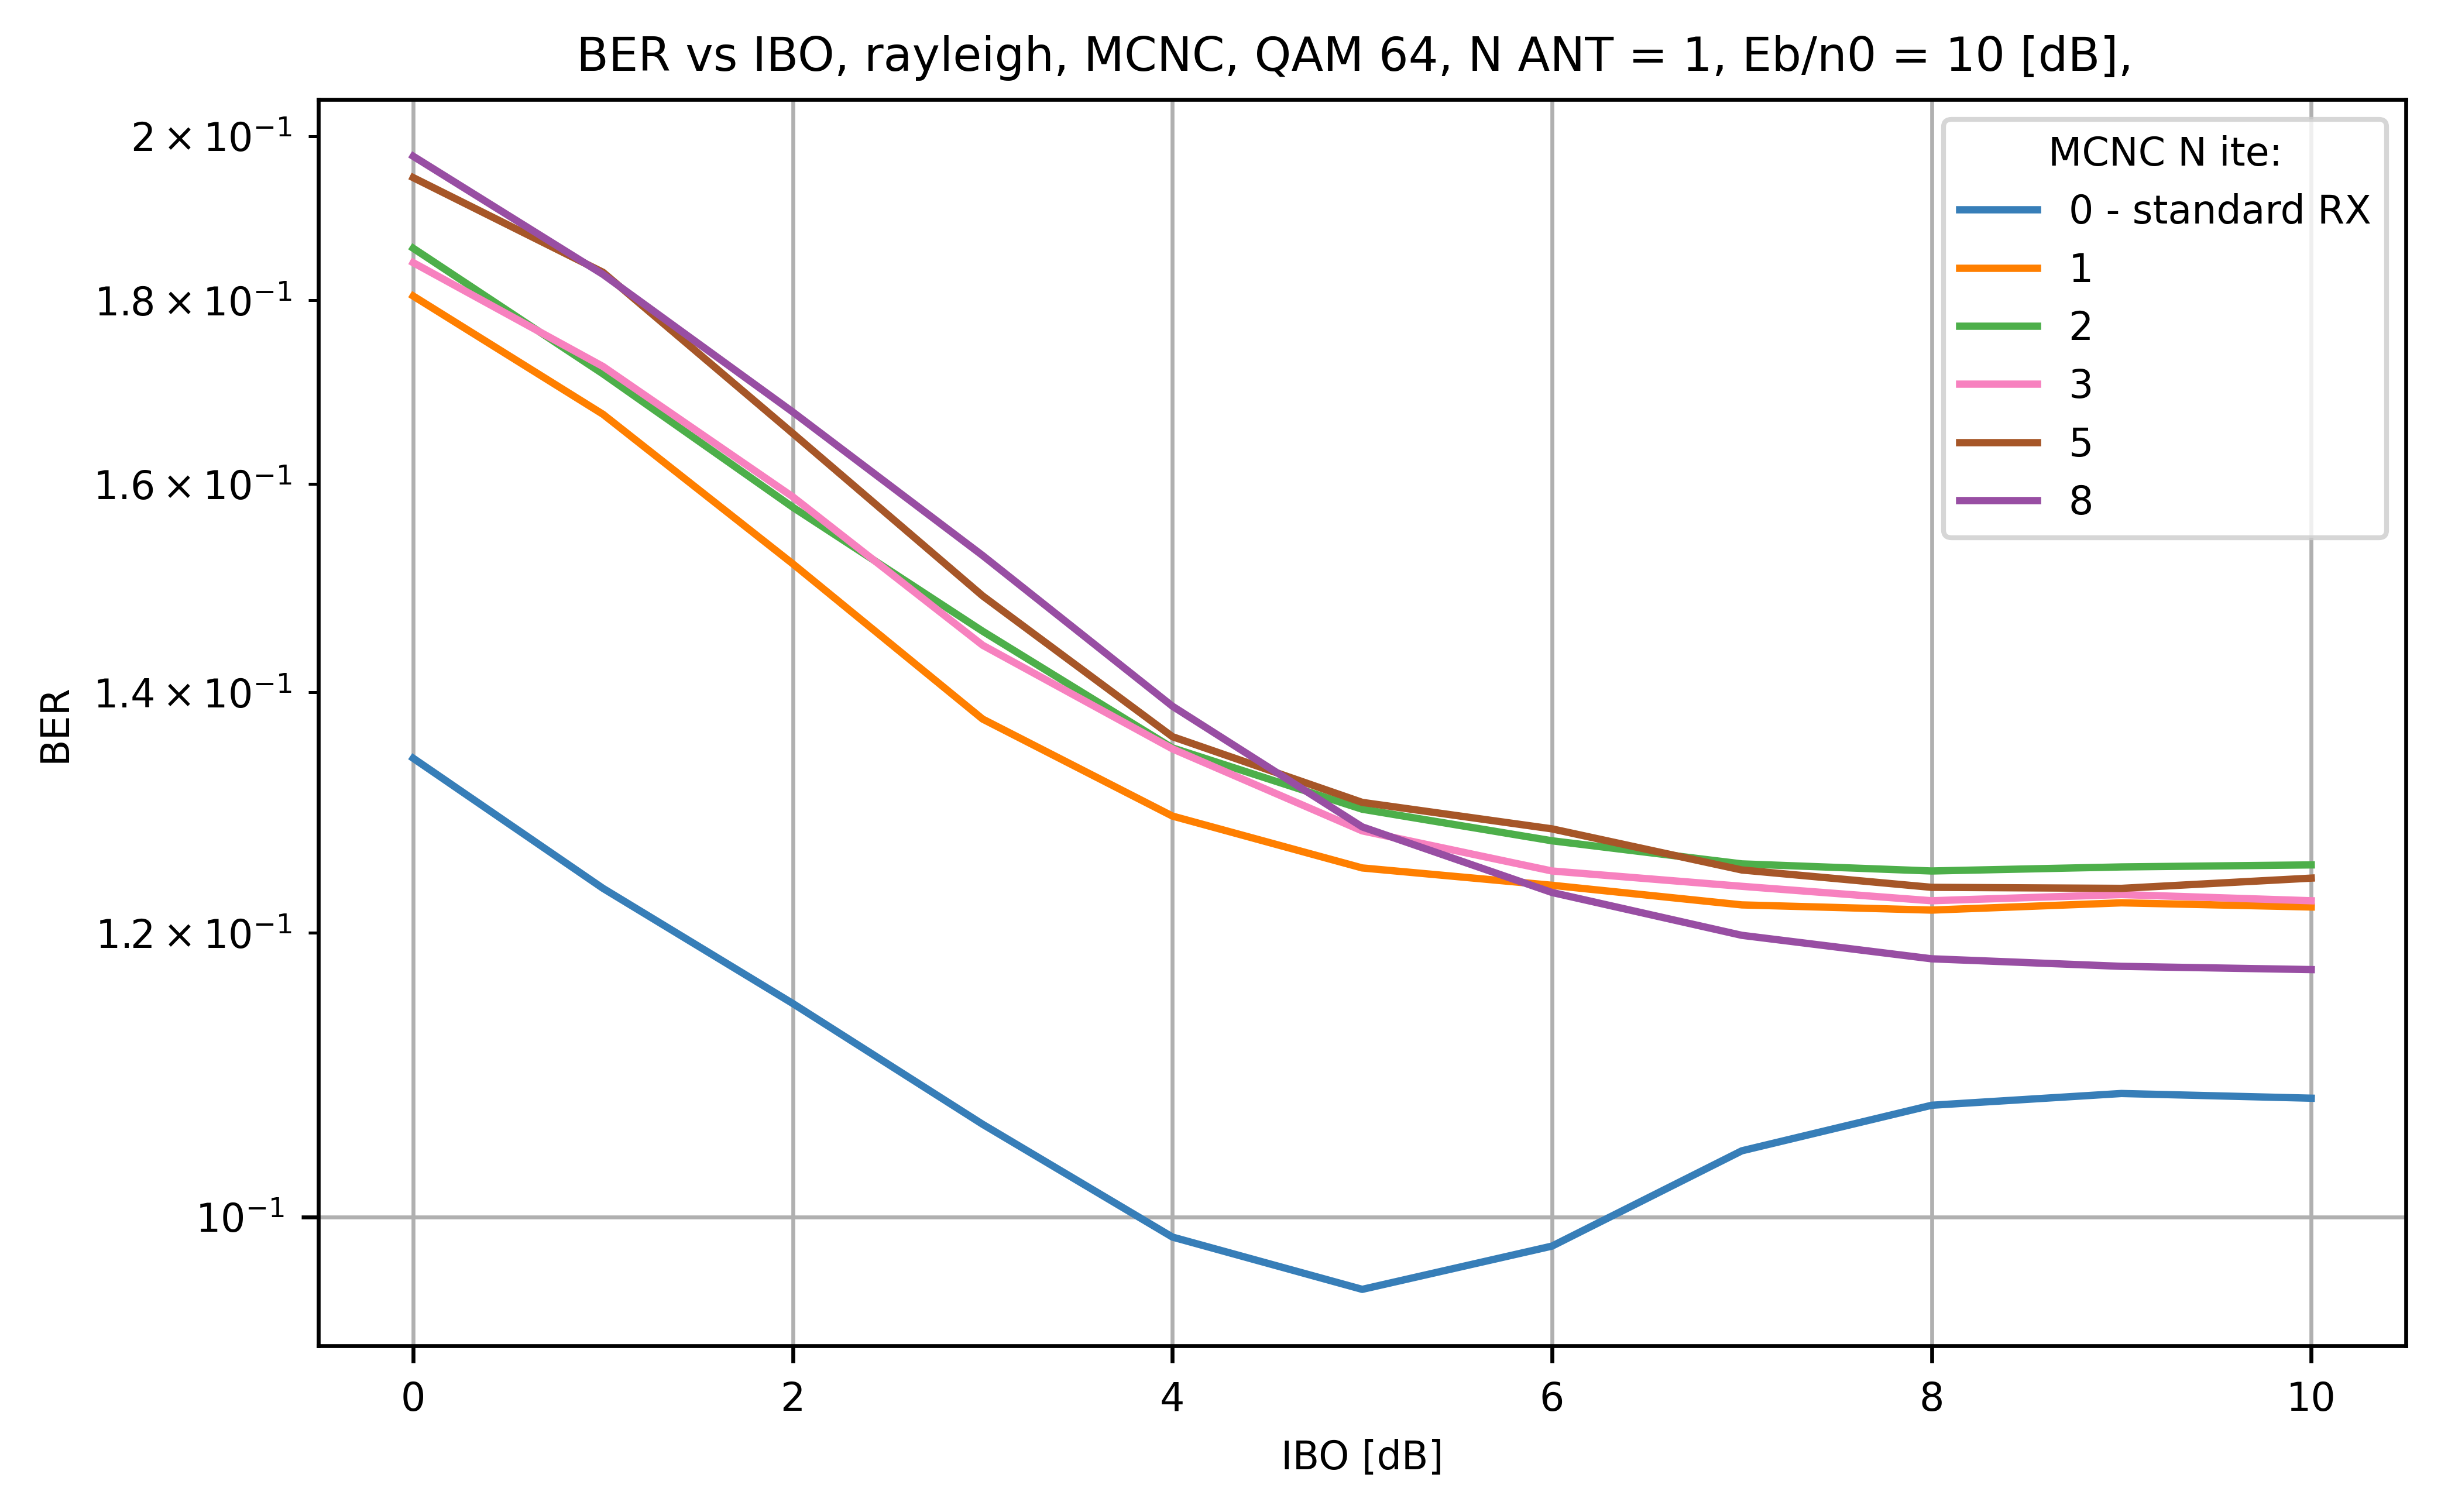 BER vs IBO, rayleigh, MCNC, QAM 64, N ANT = 1, Eb/n0 = 10 [dB],
BER
2 × 10⁻¹
1.8 × 10⁻¹
1.6 × 10⁻¹
1.4 × 10⁻¹
1.2 × 10⁻¹
10⁻¹
MCNC N ite:
0 - standard RX
1
2
3
5
8
0 2 4 6 8 10
IBO [dB]